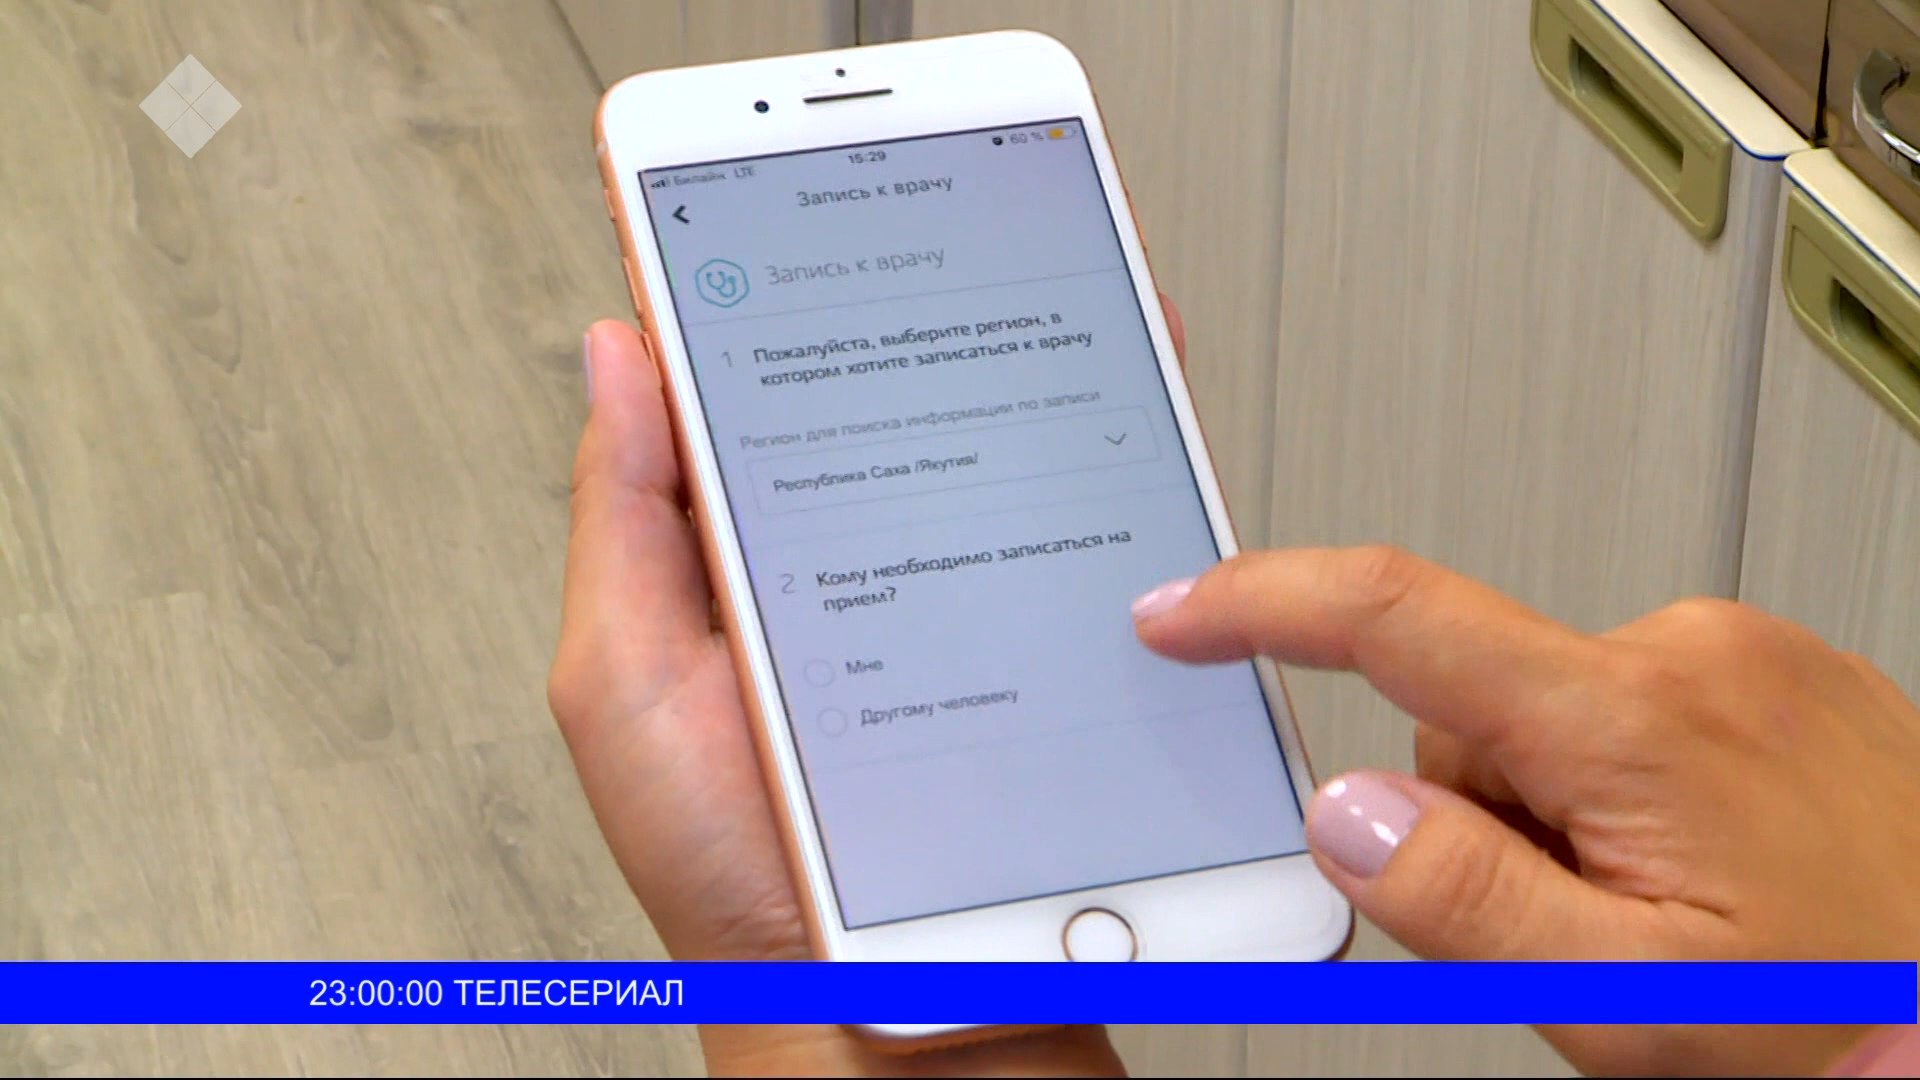 Билайн LTE 15:29 60 %
Запись к врачу
Запись к врачу
1 Пожалуйста, выберите регион, в
котором хотите записаться к врачу
Регион для поиска информации по записи
Республика Саха /Якутия/
2 Кому необходимо записаться на
прием?
Мне
Другому человеку
23:00:00 ТЕЛЕСЕРИАЛ